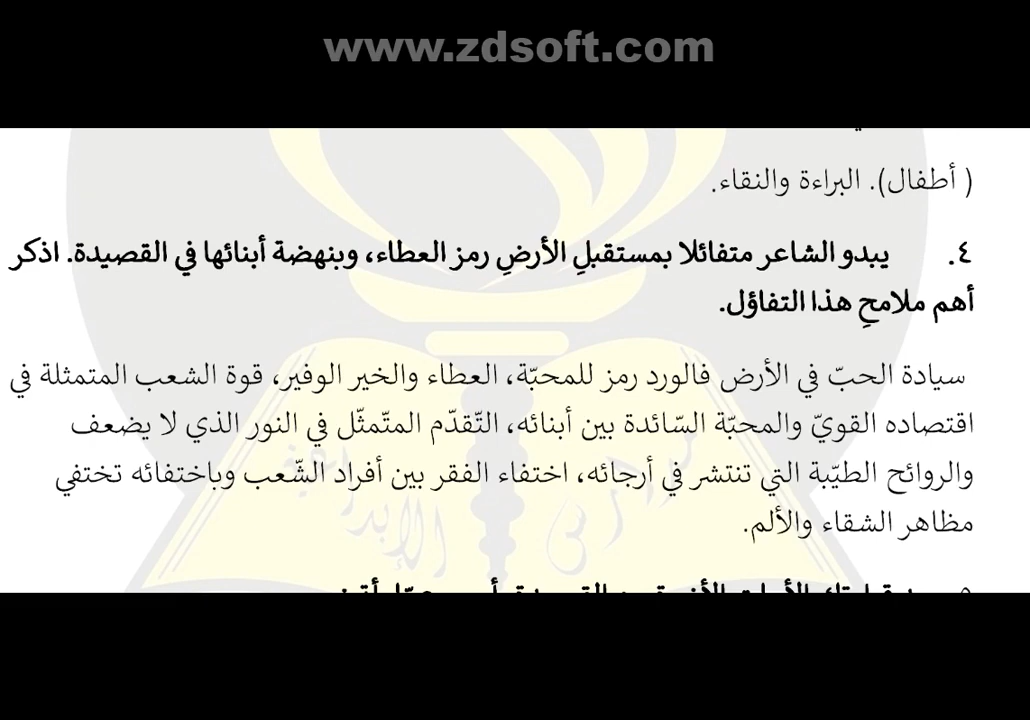 www.zdsoft.com
( أطفال). البراءة والنقاء.
٤. يبدو الشاعر متفائلا بمستقبلِ الأرضِ رمز العطاء، وبنهضة أبنائها في القصيدة. اذكر
أهم ملامحِ هذا التفاؤل.
سيادة الحبّ في الأرض فالورد رمز للمحبّة، العطاء والخير الوفير، قوة الشعب المتمثلة في
اقتصاده القويّ والمحبّة السّائدة بين أبنائه، التّقدّم المتّمثّل في النور الذي لا يضعف
والروائح الطيّبة التي تنتشر في أرجائه، اختفاء الفقر بين أفراد الشّعب وباختفائه تختفي
مظاهر الشقاء والألم.